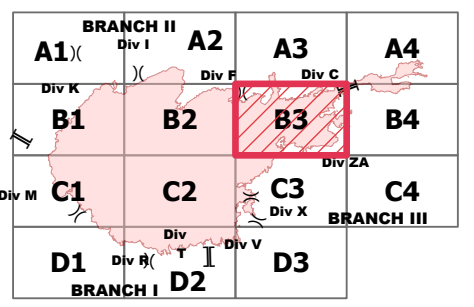 BRANCH II
A1
Div I
A2
A3
A4
Div F
Div C
Div K
B1
B2
B3
B4
Div ZA
Div M
C1
C2
C3
C4
Div X
BRANCH III
Div
T
Div V
D1
Div R
D2
D3
BRANCH I